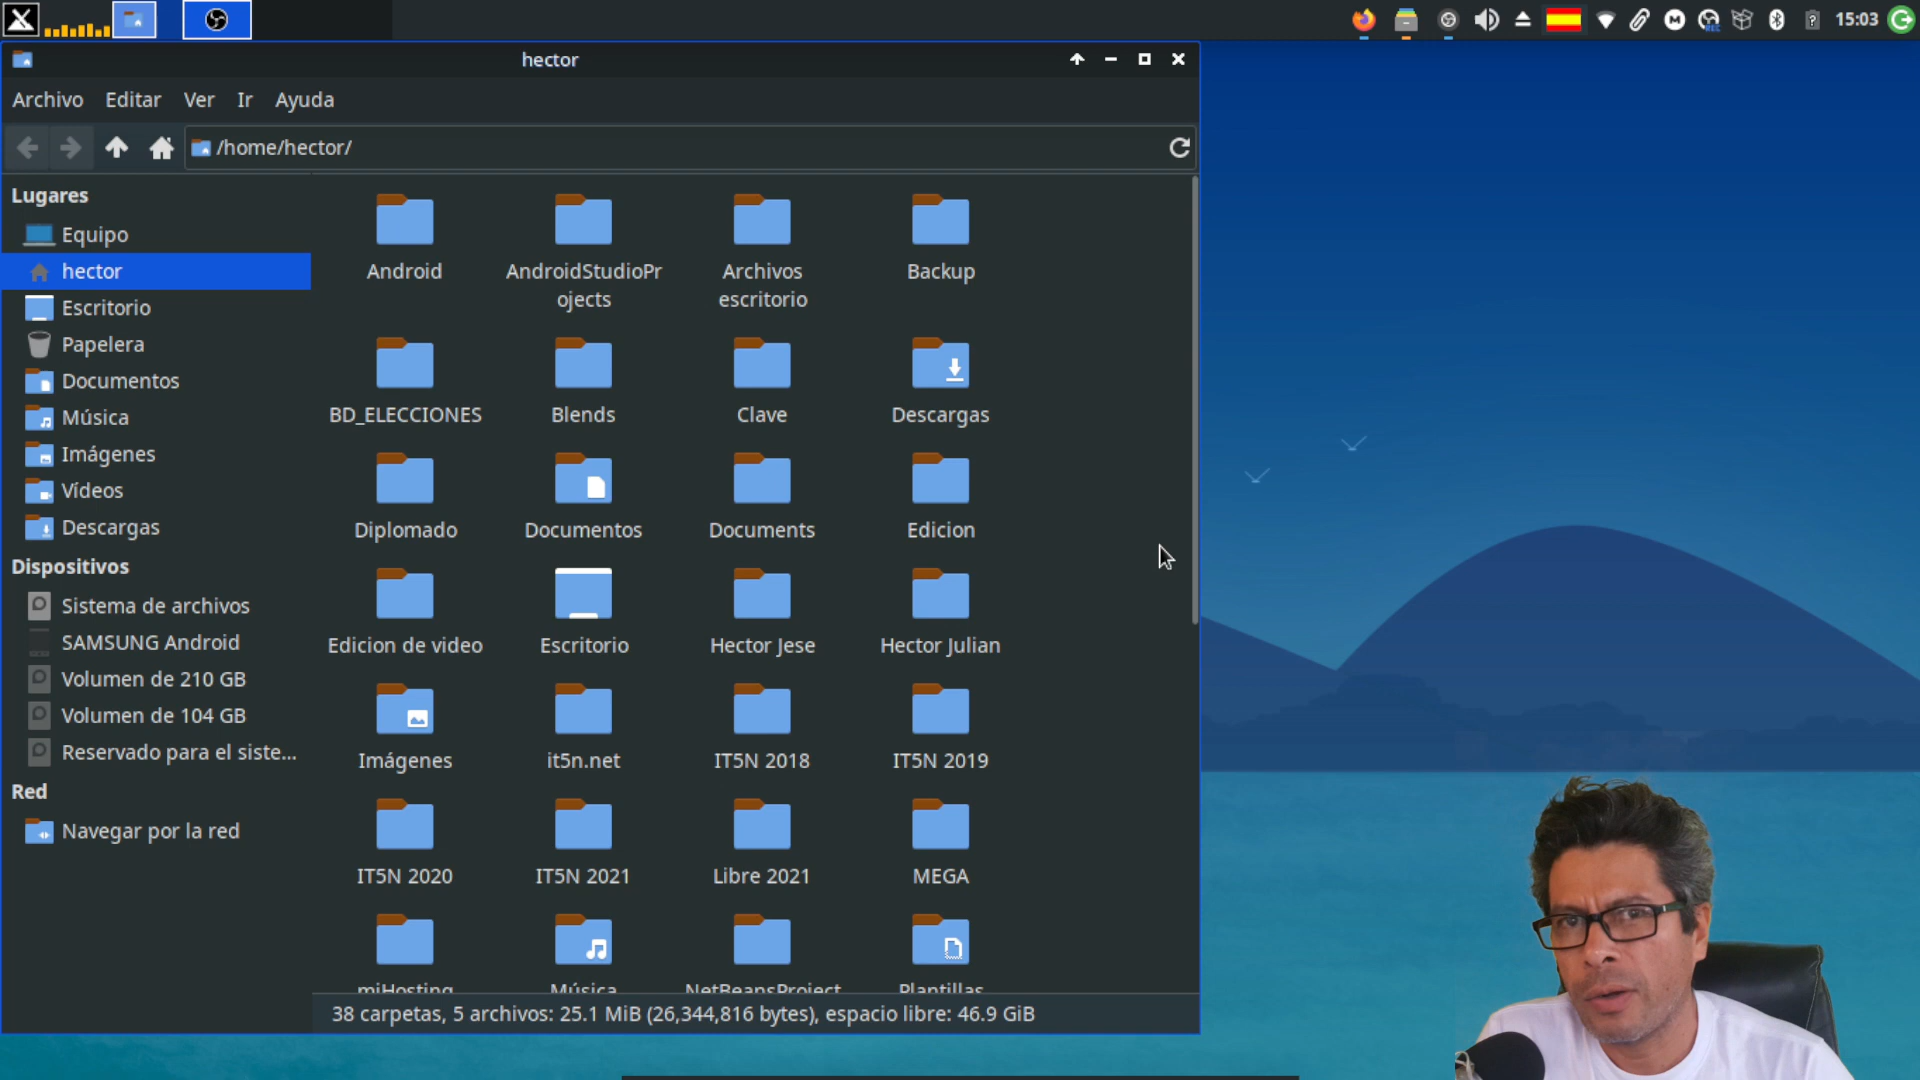 15:03
hector
Archivo Editar Ver Ir Ayuda
/home/hector/
Lugares
Equipo
hector
Escritorio
Papelera
Documentos
Música
Imágenes
Vídeos
Descargas
Dispositivos
Sistema de archivos
SAMSUNG Android
Volumen de 210 GB
Volumen de 104 GB
Reservado para el siste...
Red
Navegar por la red
Android
AndroidStudioPr
ojects
Archivos
escritorio
Backup
BD_ELECCIONES
Blends
Clave
Descargas
Diplomado
Documentos
Documents
Edicion
Edicion de video
Escritorio
Hector Jese
Hector Julian
Imágenes
it5n.net
IT5N 2018
IT5N 2019
IT5N 2020
IT5N 2021
Libre 2021
MEGA
miHosting
Música
NetBeansProject
Plantillas
38 carpetas, 5 archivos: 25.1 MiB (26,344,816 bytes), espacio libre: 46.9 GiB